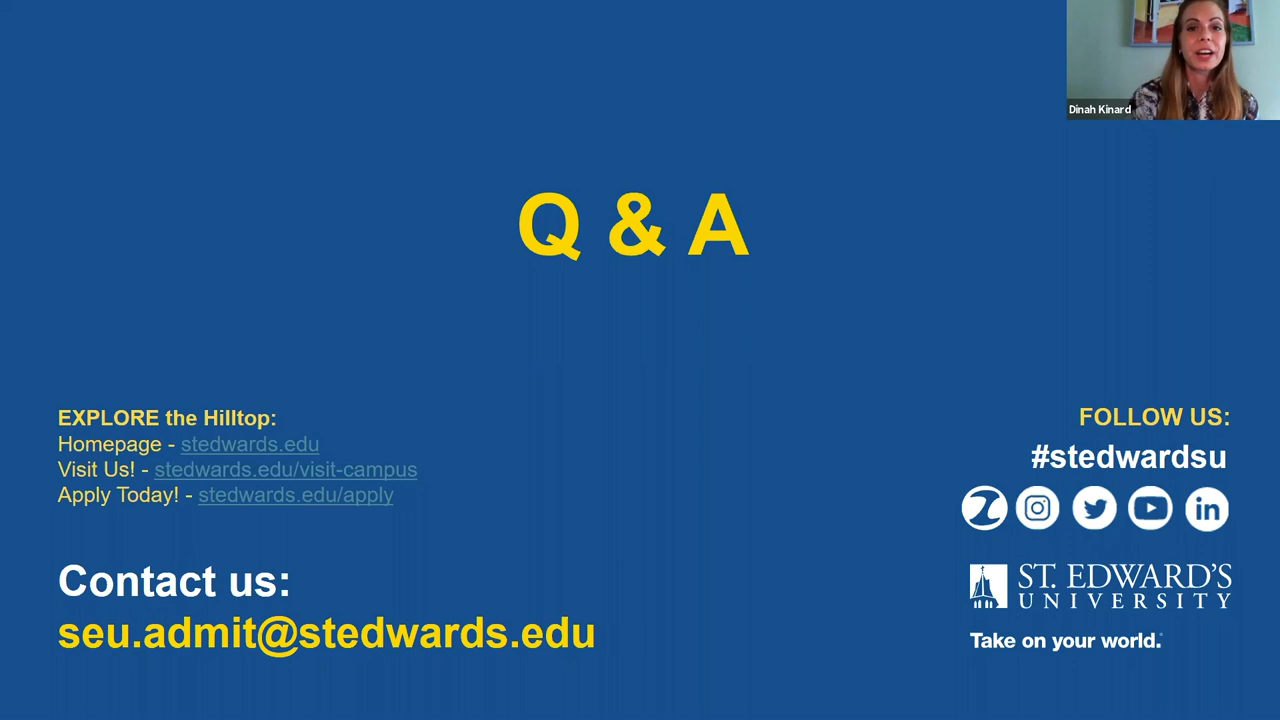 Dinah Kinard
Q & A
EXPLORE the Hilltop:
Homepage - stedwards.edu
Visit Us! - stedwards.edu/visit-campus
Apply Today! - stedwards.edu/apply
Contact us:
seu.admit@stedwards.edu
FOLLOW US:
#stedwardsu
in
ST. EDWARD'S
UNIVERSITY
Take on your world.